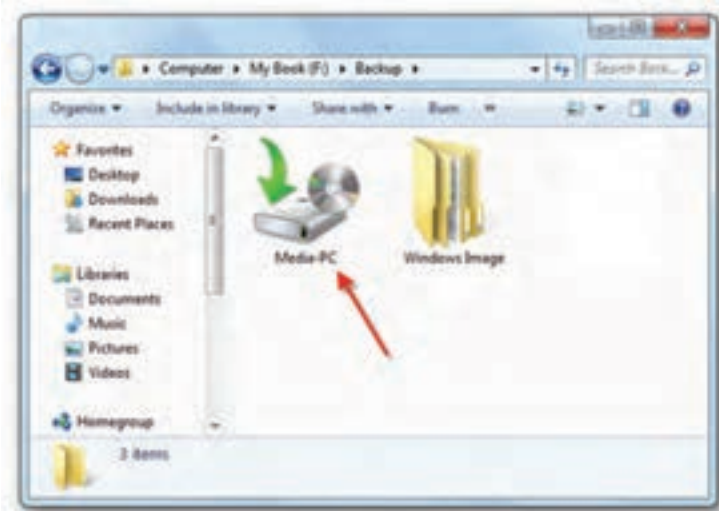 Computer ▸ My Book (F:) ▸ Backup ▸
Organize Include in library Share with Burn
Favorites
Desktop
Downloads
Recent Places
Libraries
Documents
Music
Pictures
Videos
Homegroup
Media-PC
Windows Image
3 items